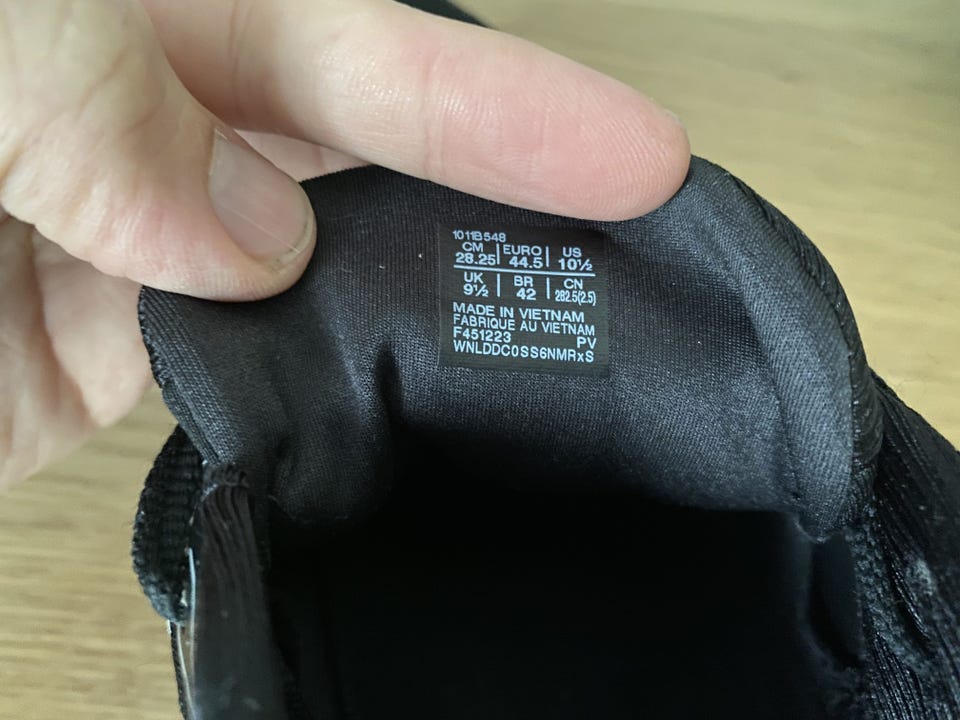 1011B548
CM EURO US
28.25 44.5 10½
UK BR CN
9½ 42 282.5(2.5)
MADE IN VIETNAM
FABRIQUE AU VIETNAM
F451223 PV
WNLDDC0SS6NMRxS